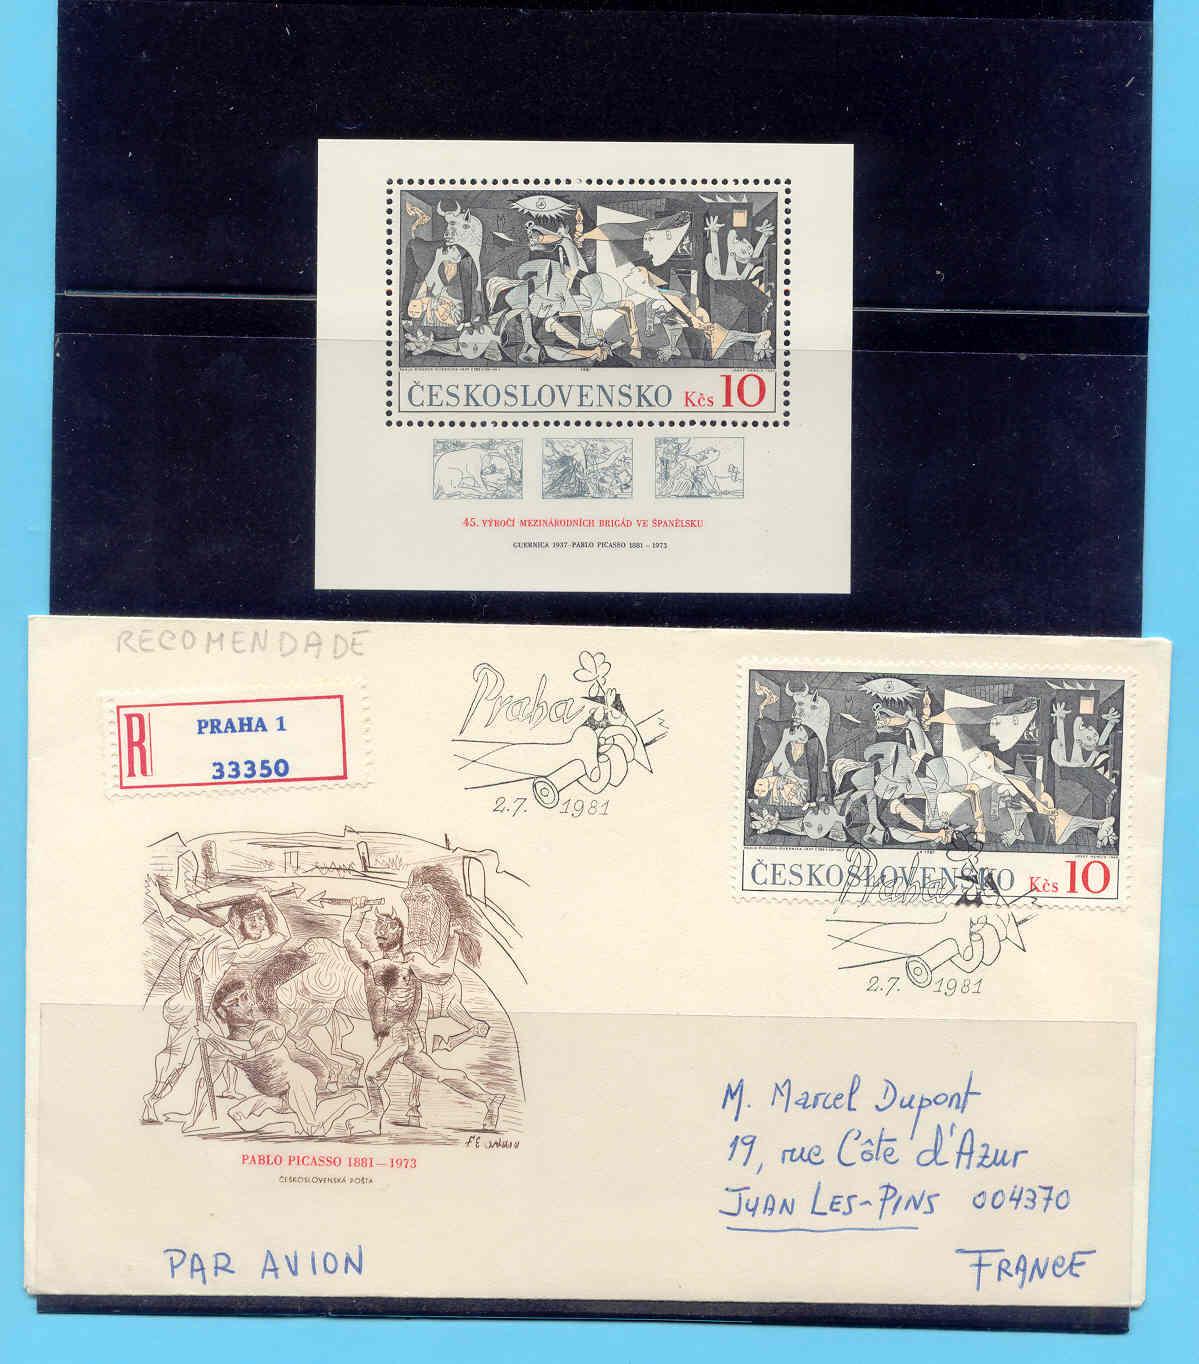 ČESKOSLOVENSKO Kčs 10
45. VÝROČÍ MEZINÁRODNÍCH BRIGÁD VE ŠPANĚLSKU
GUERNICA 1937-PABLO PICASSO 1881 - 1973
RECOMENDADE
R PRAHA 1
33350
Praha
2.7. 1981
ČESKOSLOVENSKO Kčs 10
Praha
2.7. 1981
PABLO PICASSO 1881—1973
ČESKOSLOVENSKÁ POŠTA
M. Marcel Dupont
19, rue Côte d'Azur
JUAN LES-PINS 004370
FRANCE
PAR AVION